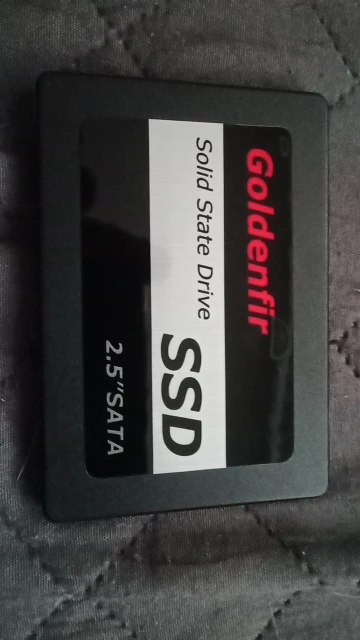 Goldenfir
Solid State Drive
SSD
2.5"SATA